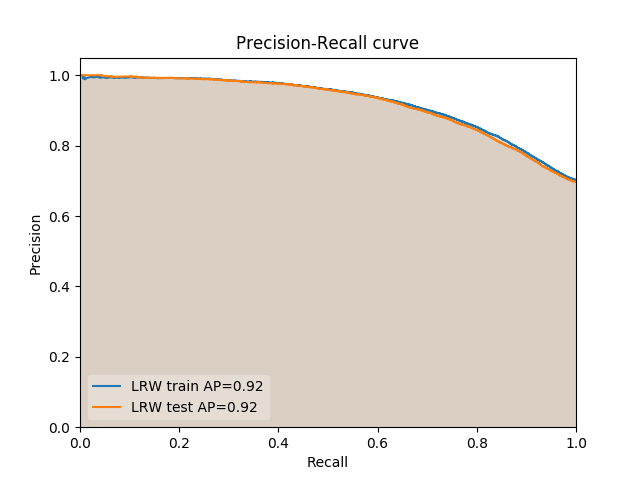 Precision-Recall curve
1.0
0.8
0.6
0.4
0.2
0.0
Precision
LRW train AP=0.92
LRW test AP=0.92
0.0 0.2 0.4 0.6 0.8 1.0
Recall